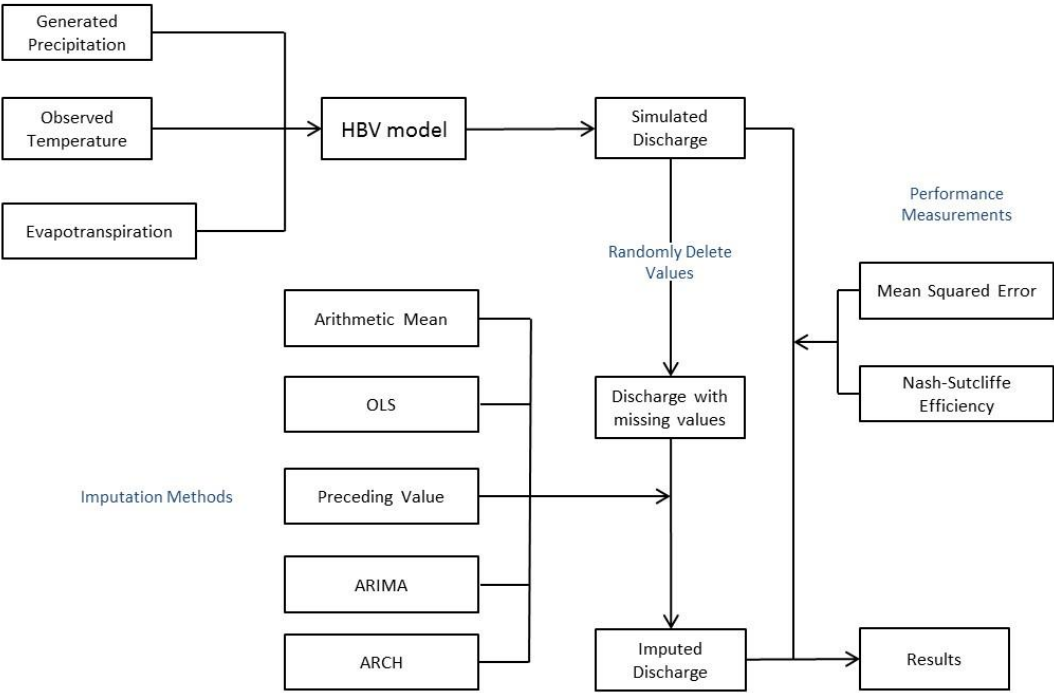 Generated
Precipitation
Observed
Temperature
HBV model
Simulated
Discharge
Evapotranspiration
Performance
Measurements
Randomly Delete
Values
Mean Squared Error
Arithmetic Mean
OLS
Discharge with
missing values
Nash-Sutcliffe
Efficiency
Imputation Methods
Preceding Value
ARIMA
ARCH
Imputed
Discharge
Results